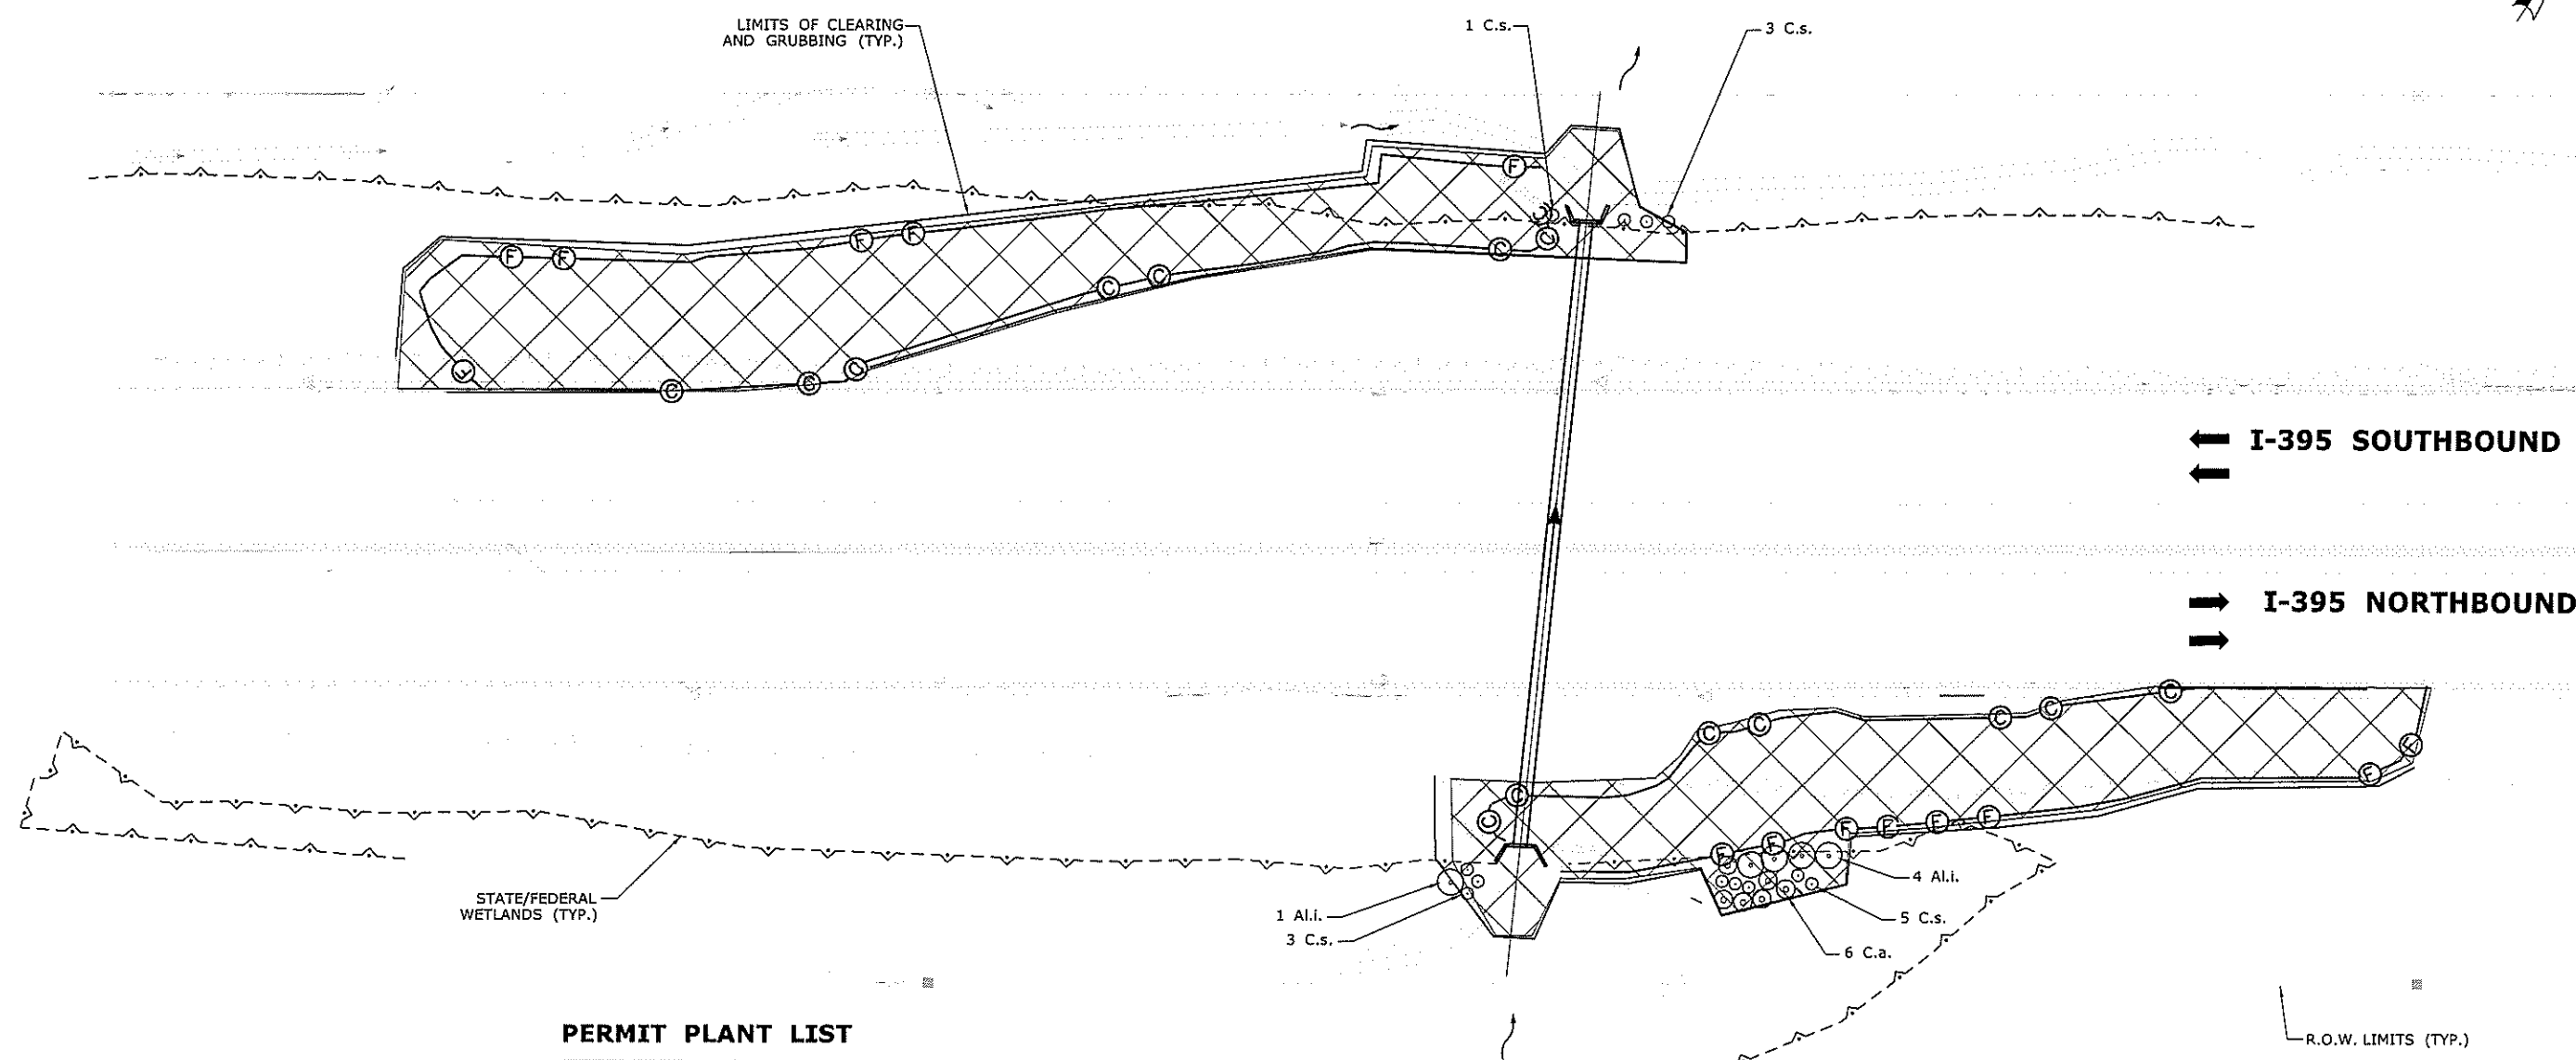 LIMITS OF CLEARING
AND GRUBBING (TYP.)
1 C.s.
3 C.s.
F
F
F
F
F
F
C
C
C
C
C
C
C
C
I-395 SOUTHBOUND
I-395 NORTHBOUND
C
C
C
C
C
C
C
F
F
F
F
F
F
F
F
STATE/FEDERAL
WETLANDS (TYP.)
1 Al.i.
3 C.s.
4 Al.i.
5 C.s.
6 C.a.
PERMIT PLANT LIST
R.O.W. LIMITS (TYP.)